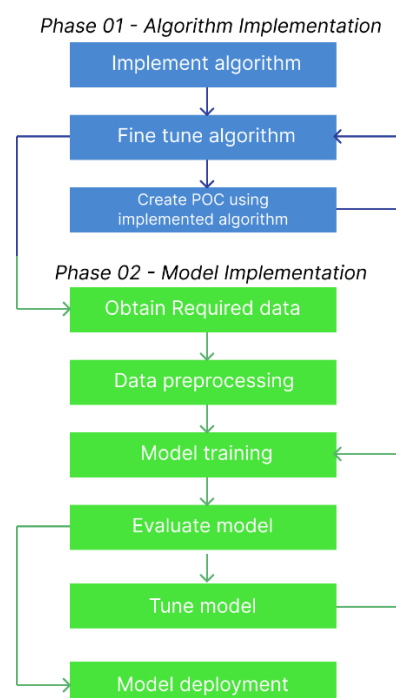 Phase 01 - Algorithm Implementation
Implement algorithm
Fine tune algorithm
Create POC using
implemented algorithm
Phase 02 - Model Implementation
Obtain Required data
Data preprocessing
Model training
Evaluate model
Tune model
Model deployment